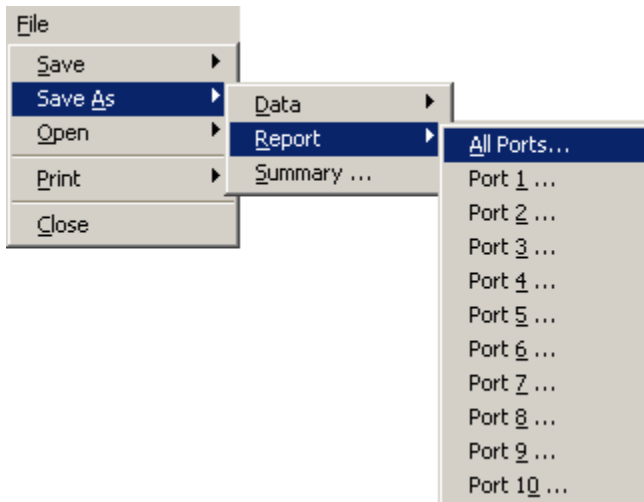 File
Save
Save As
Open
Print
Close
Data
Report
Summary ...
All Ports...
Port 1 ...
Port 2 ...
Port 3 ...
Port 4 ...
Port 5 ...
Port 6 ...
Port 7 ...
Port 8 ...
Port 9 ...
Port 10 ...